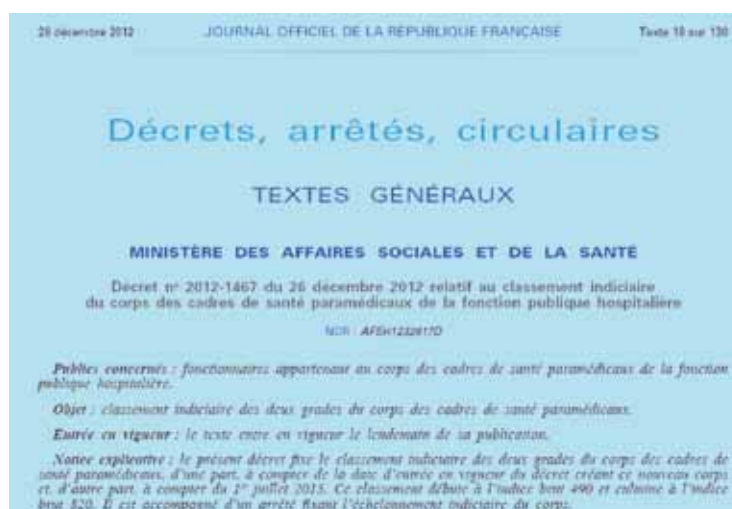 28 décembre 2012 JOURNAL OFFICIEL DE LA RÉPUBLIQUE FRANÇAISE Texte 18 sur 130
Décrets, arrêtés, circulaires
TEXTES GÉNÉRAUX
MINISTÈRE DES AFFAIRES SOCIALES ET DE LA SANTÉ
Décret nº 2012-1467 du 26 décembre 2012 relatif au classement indiciaire
du corps des cadres de santé paramédicaux de la fonction publique hospitalière
NOR : AFSH1232617D
Publics concernés : fonctionnaires appartenant au corps des cadres de santé paramédicaux de la fonction
publique hospitalière.
Objet : classement indiciaire des deux grades du corps des cadres de santé paramédicaux.
Entrée en vigueur : le texte entre en vigueur le lendemain de sa publication.
Notice explicative : le présent décret fixe le classement indiciaire des deux grades du corps des cadres de
santé paramédicaux, d'une part, à compter de la date d'entrée en vigueur du décret créant ce nouveau corps
et, d'autre part, à compter du 1er juillet 2015. Ce classement débute à l'indice brut 490 et culmine à l'indice
brut 820. Il est accompagné d'un arrêté fixant l'échelonnement indiciaire du corps.